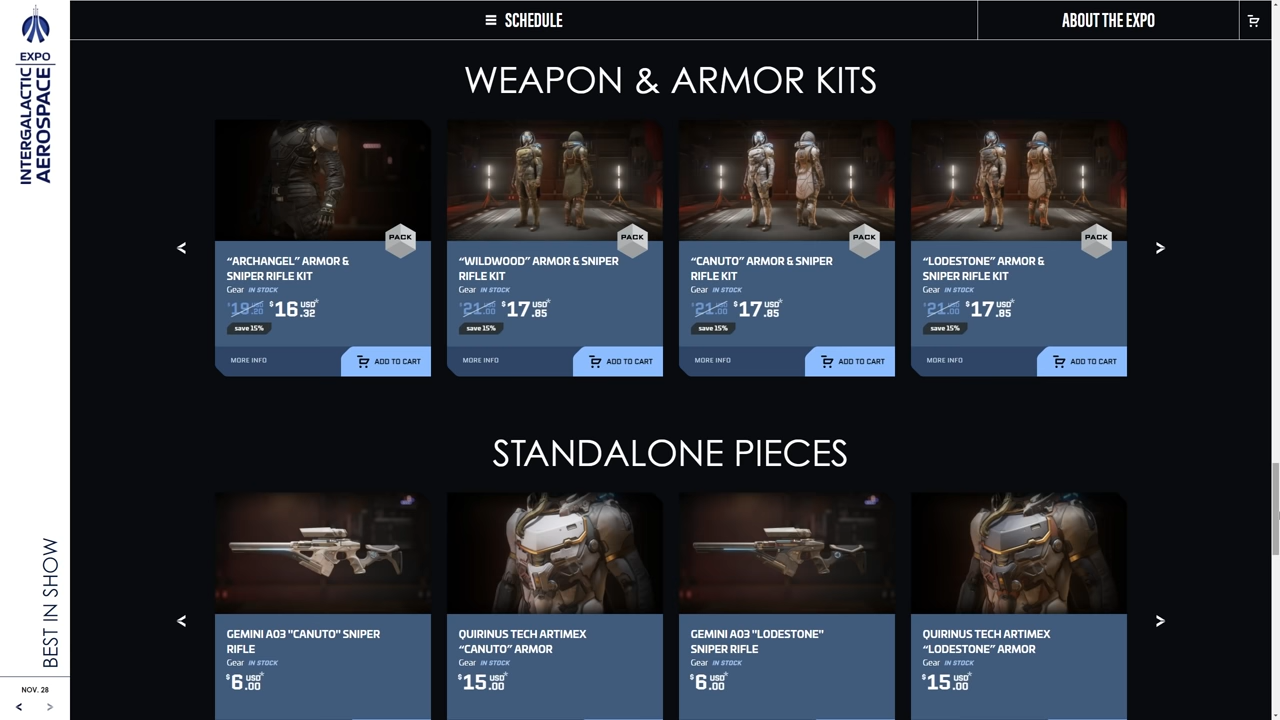 SCHEDULE
ABOUT THE EXPO
EXPO
INTERGALACTIC
AEROSPACE
WEAPON & ARMOR KITS
<
>
PACK
“ARCHANGEL” ARMOR &
SNIPER RIFLE KIT
Gear IN STOCK
$19.20 $16.32 USD*
save 15%
MORE INFO
ADD TO CART
PACK
“WILDWOOD” ARMOR & SNIPER
RIFLE KIT
Gear IN STOCK
$21.00 $17.85 USD*
save 15%
MORE INFO
ADD TO CART
PACK
“CANUTO” ARMOR & SNIPER
RIFLE KIT
Gear IN STOCK
$21.00 $17.85 USD*
save 15%
MORE INFO
ADD TO CART
PACK
“LODESTONE” ARMOR &
SNIPER RIFLE KIT
Gear IN STOCK
$21.00 $17.85 USD*
save 15%
MORE INFO
ADD TO CART
STANDALONE PIECES
<
>
GEMINI A03 "CANUTO" SNIPER
RIFLE
Gear IN STOCK
$6.00 USD*
QUIRINUS TECH ARTIMEX
“CANUTO” ARMOR
Gear IN STOCK
$15.00 USD*
GEMINI A03 "LODESTONE"
SNIPER RIFLE
Gear IN STOCK
$6.00 USD*
QUIRINUS TECH ARTIMEX
“LODESTONE” ARMOR
Gear IN STOCK
$15.00 USD*
BEST IN SHOW
NOV. 28
< >